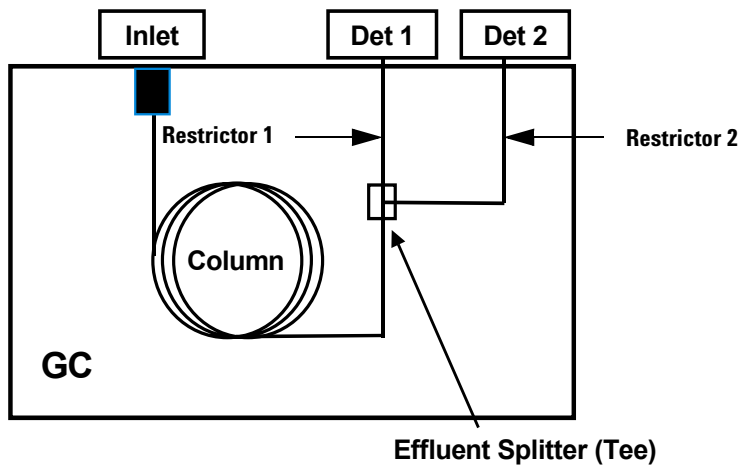 Inlet
Det 1
Det 2
Restrictor 1
Restrictor 2
Column
GC
Effluent Splitter (Tee)